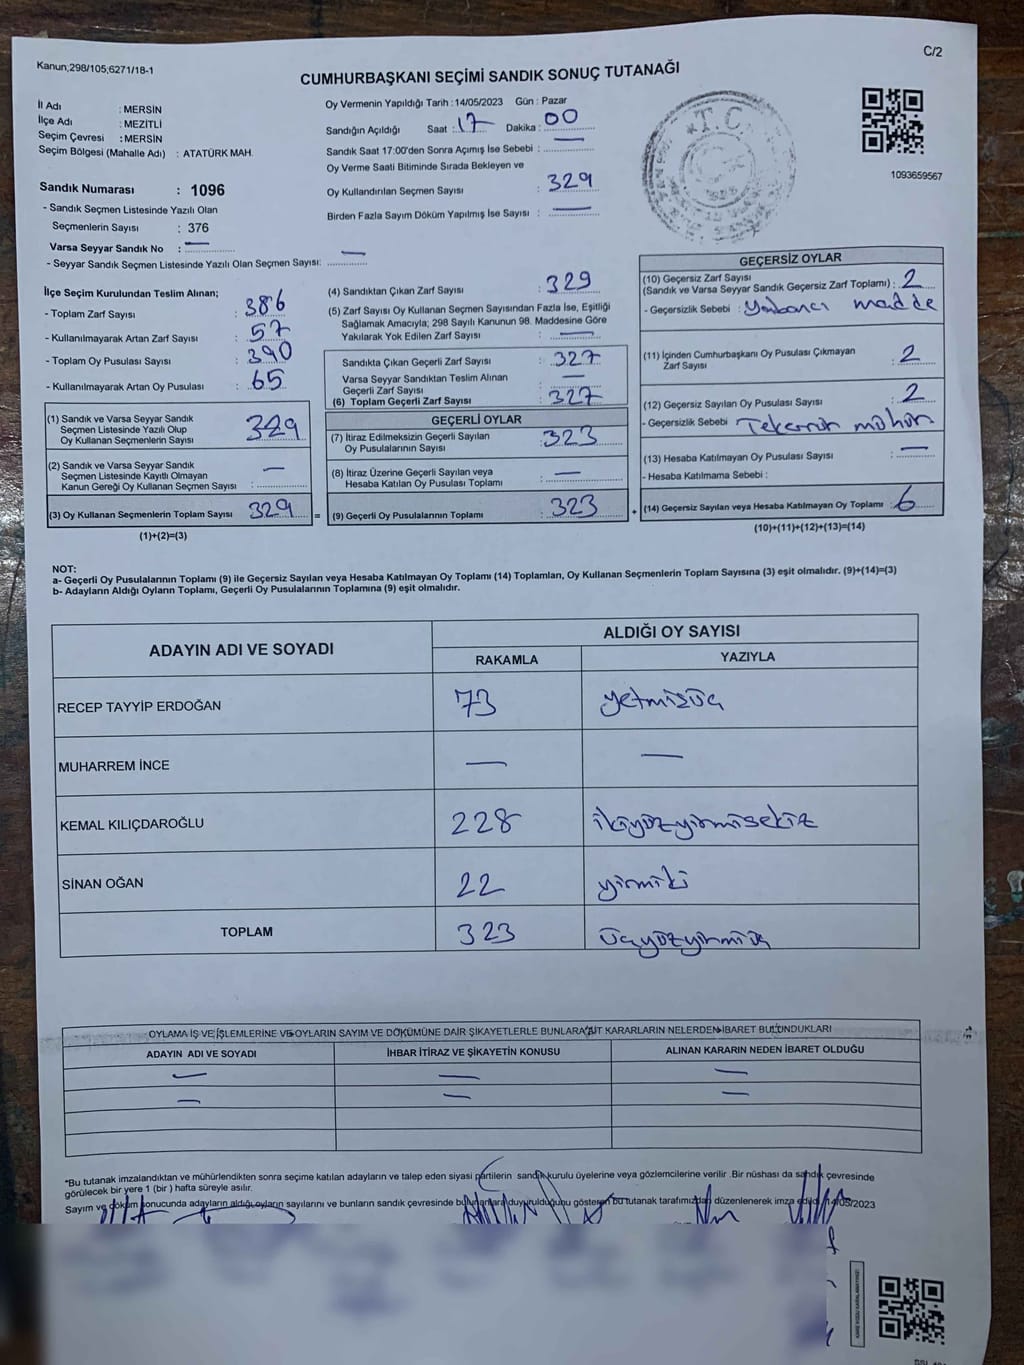 C/2
Kanun;298/105;6271/18-1
CUMHURBAŞKANI SEÇİMİ SANDIK SONUÇ TUTANAĞI
İl Adı : MERSİN
İlçe Adı : MEZİTLİ
Seçim Çevresi : MERSİN
Seçim Bölgesi (Mahalle Adı) : ATATÜRK MAH.
Sandık Numarası : 1096
- Sandık Seçmen Listesinde Yazılı Olan
Seçmenlerin Sayısı : 376
Varsa Seyyar Sandık No : —
- Seyyar Sandık Seçmen Listesinde Yazılı Olan Seçmen Sayısı: —
Oy Vermenin Yapıldığı Tarih : 14/05/2023 Gün : Pazar
Sandığın Açıldığı Saat : 17 Dakika : 00
Sandık Saat 17:00'den Sonra Açımış İse Sebebi : —
Oy Verme Saati Bitiminde Sırada Bekleyen ve
Oy Kullandırılan Seçmen Sayısı : 329
Birden Fazla Sayım Döküm Yapılmış İse Sayısı : —
T.C.
1093659567
İlçe Seçim Kurulundan Teslim Alınan;
- Toplam Zarf Sayısı : 386
- Kullanılmayarak Artan Zarf Sayısı : 57
- Toplam Oy Pusulası Sayısı : 390
- Kullanılmayarak Artan Oy Pusulası : 65
(1) Sandık ve Varsa Seyyar Sandık
Seçmen Listesinde Yazılı Olup
Oy Kullanan Seçmenlerin Sayısı 329
(2) Sandık ve Varsa Seyyar Sandık
Seçmen Listesinde Kayıtlı Olmayan
Kanun Gereği Oy Kullanan Seçmen Sayısı : —
(3) Oy Kullanan Seçmenlerin Toplam Sayısı 329 =
(1)+(2)=(3)
(4) Sandıktan Çıkan Zarf Sayısı : 329
(5) Zarf Sayısı Oy Kullanan Seçmen Sayısından Fazla İse, Eşitliği
Sağlamak Amacıyla; 298 Sayılı Kanunun 98. Maddesine Göre
Yakılarak Yok Edilen Zarf Sayısı : —
Sandıkta Çıkan Geçerli Zarf Sayısı : 327
Varsa Seyyar Sandıktan Teslim Alınan
Geçerli Zarf Sayısı : —
(6) Toplam Geçerli Zarf Sayısı : 327
GEÇERLİ OYLAR
(7) İtiraz Edilmeksizin Geçerli Sayılan
Oy Pusulalarının Sayısı : 323
(8) İtiraz Üzerine Geçerli Sayılan veya
Hesaba Katılan Oy Pusulası Toplamı : —
(9) Geçerli Oy Pusulalarının Toplamı : 323 +
GEÇERSİZ OYLAR
(10) Geçersiz Zarf Sayısı
(Sandık ve Varsa Seyyar Sandık Geçersiz Zarf Toplamı) : 2
- Geçersizlik Sebebi : Yabancı madde
(11) İçinden Cumhurbaşkanı Oy Pusulası Çıkmayan
Zarf Sayısı : 2
(12) Geçersiz Sayılan Oy Pusulası Sayısı : 2
- Geçersizlik Sebebi : Tekerrür mühür
(13) Hesaba Katılmayan Oy Pusulası Sayısı : —
- Hesaba Katılmama Sebebi :
(14) Geçersiz Sayılan veya Hesaba Katılmayan Oy Toplamı : 6
(10)+(11)+(12)+(13)=(14)
NOT:
a- Geçerli Oy Pusulalarının Toplamı (9) ile Geçersiz Sayılan veya Hesaba Katılmayan Oy Toplamı (14) Toplamları, Oy Kullanan Seçmenlerin Toplam Sayısına (3) eşit olmalıdır. (9)+(14)=(3)
b- Adayların Aldığı Oyların Toplamı, Geçerli Oy Pusulalarının Toplamına (9) eşit olmalıdır.
ADAYIN ADI VE SOYADI ALDIĞI OY SAYISI
RAKAMLA YAZIYLA
RECEP TAYYİP ERDOĞAN 73 yetmişüç
MUHARREM İNCE — —
KEMAL KILIÇDAROĞLU 228 ikiyüzyirmisekiz
SİNAN OĞAN 22 yirmiki
TOPLAM 323 üçyüzyirmiüç
OYLAMA İŞ VE İŞLEMLERİNE VE OYLARIN SAYIM VE DÖKÜMÜNE DAİR ŞİKAYETLERLE BUNLARA AİT KARARLARIN NELERDEN İBARET BULUNDUKLARI
ADAYIN ADI VE SOYADI İHBAR İTİRAZ VE ŞİKAYETİN KONUSU ALINAN KARARIN NEDEN İBARET OLDUĞU
— — —
— — —
*Bu tutanak imzalandıktan ve mühürlendikten sonra seçime katılan adayların ve talep eden siyasi partilerin sandık kurulu üyelerine veya gözlemcilerine verilir .Bir nüshası da sandık çevresinde
görülecek bir yere 1 (bir ) hafta süreyle asılır.
Sayım ve döküm sonucunda adayların aldığı oyların sayılarını ve bunların sandık çevresinde bulunanlara duyurulduğunu gösteren bu tutanak tarafımızdan düzenlenerek imza edildi. 14/05/2023